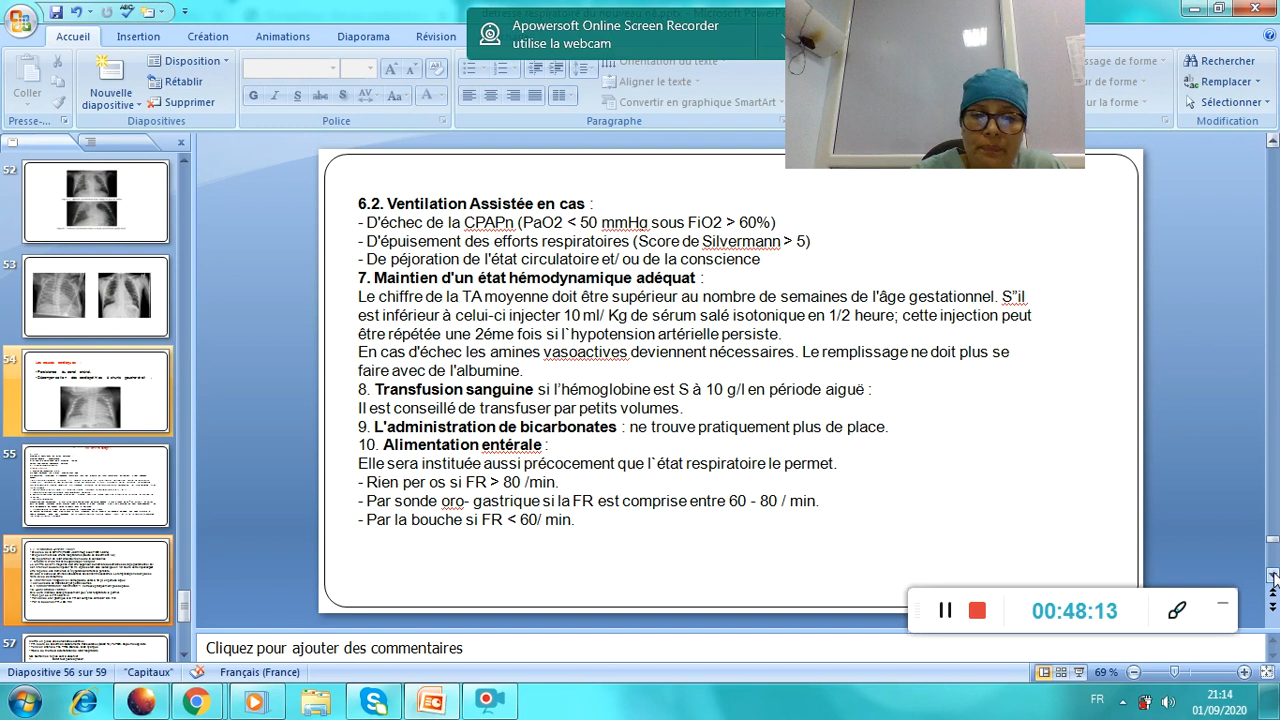 détresse respiratoire du nouveau né.pptx - Microsoft PowerPo
Apowersoft Online Screen Recorder
utilise la webcam
Accueil
Insertion
Création
Animations
Diaporama
Révision
Coller
Nouvelle
diapositive
Disposition
Rétablir
Supprimer
Orientation du texte
Aligner le texte
Convertir en graphique SmartArt
Rechercher
Remplacer
Sélectionner
Presse-...
Diapositives
Police
Paragraphe
Modification
52
53
54
55
56
57
6.2. Ventilation Assistée en cas :
- D'échec de la CPAPn (PaO2 < 50 mmHg sous FiO2 > 60%)
- D'épuisement des efforts respiratoires (Score de Silvermann > 5)
- De péjoration de l'état circulatoire et/ ou de la conscience
7. Maintien d'un état hémodynamique adéquat :
Le chiffre de la TA moyenne doit être supérieur au nombre de semaines de l'âge gestationnel. S”il
est inférieur à celui-ci injecter 10 ml/ Kg de sérum salé isotonique en 1/2 heure; cette injection peut
être répétée une 2éme fois si l`hypotension artérielle persiste.
En cas d'échec les amines vasoactives deviennent nécessaires. Le remplissage ne doit plus se
faire avec de l'albumine.
8. Transfusion sanguine si l’hémoglobine est S à 10 g/l en période aiguë :
Il est conseillé de transfuser par petits volumes.
9. L'administration de bicarbonates : ne trouve pratiquement plus de place.
10. Alimentation entérale :
Elle sera instituée aussi précocement que l`état respiratoire le permet.
- Rien per os si FR > 80 /min.
- Par sonde oro- gastrique si la FR est comprise entre 60 - 80 / min.
- Par la bouche si FR < 60/ min.
00:48:13
Cliquez pour ajouter des commentaires
Diapositive 56 sur 59
"Capitaux"
Français (France)
69 %
FR
21:14
01/09/2020